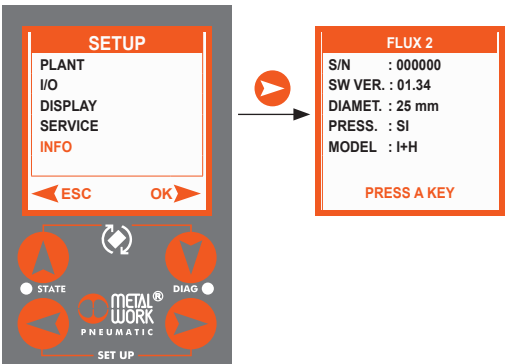 SETUP
PLANT
I/O
DISPLAY
SERVICE
INFO
ESC OK
STATE
DIAG
METAL®
WORK
PNEUMATIC
SET UP
FLUX 2
S/N : 000000
SW VER. : 01.34
DIAMET. : 25 mm
PRESS. : SI
MODEL : I+H
PRESS A KEY